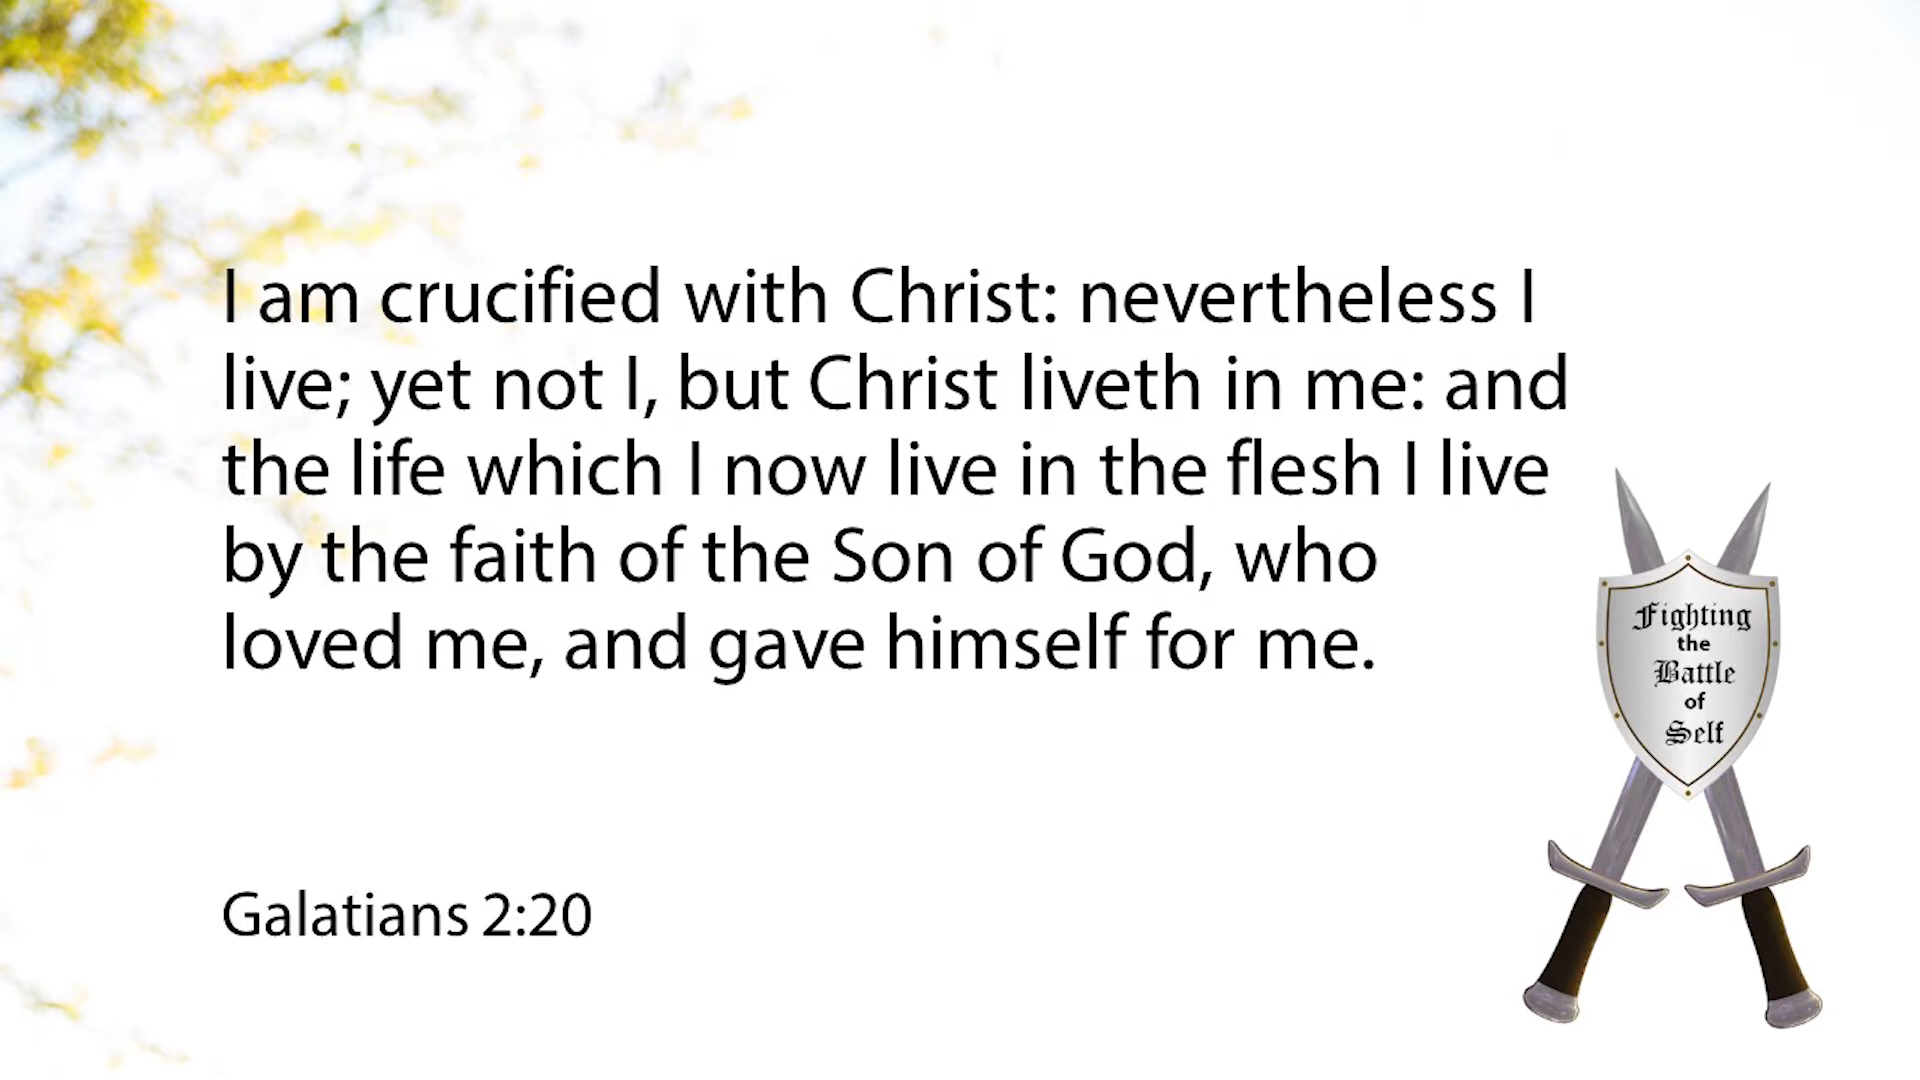 I am crucified with Christ: nevertheless I
live; yet not I, but Christ liveth in me: and
the life which I now live in the flesh I live
by the faith of the Son of God, who
loved me, and gave himself for me.
Galatians 2:20
Fighting
the
Battle
of
Self